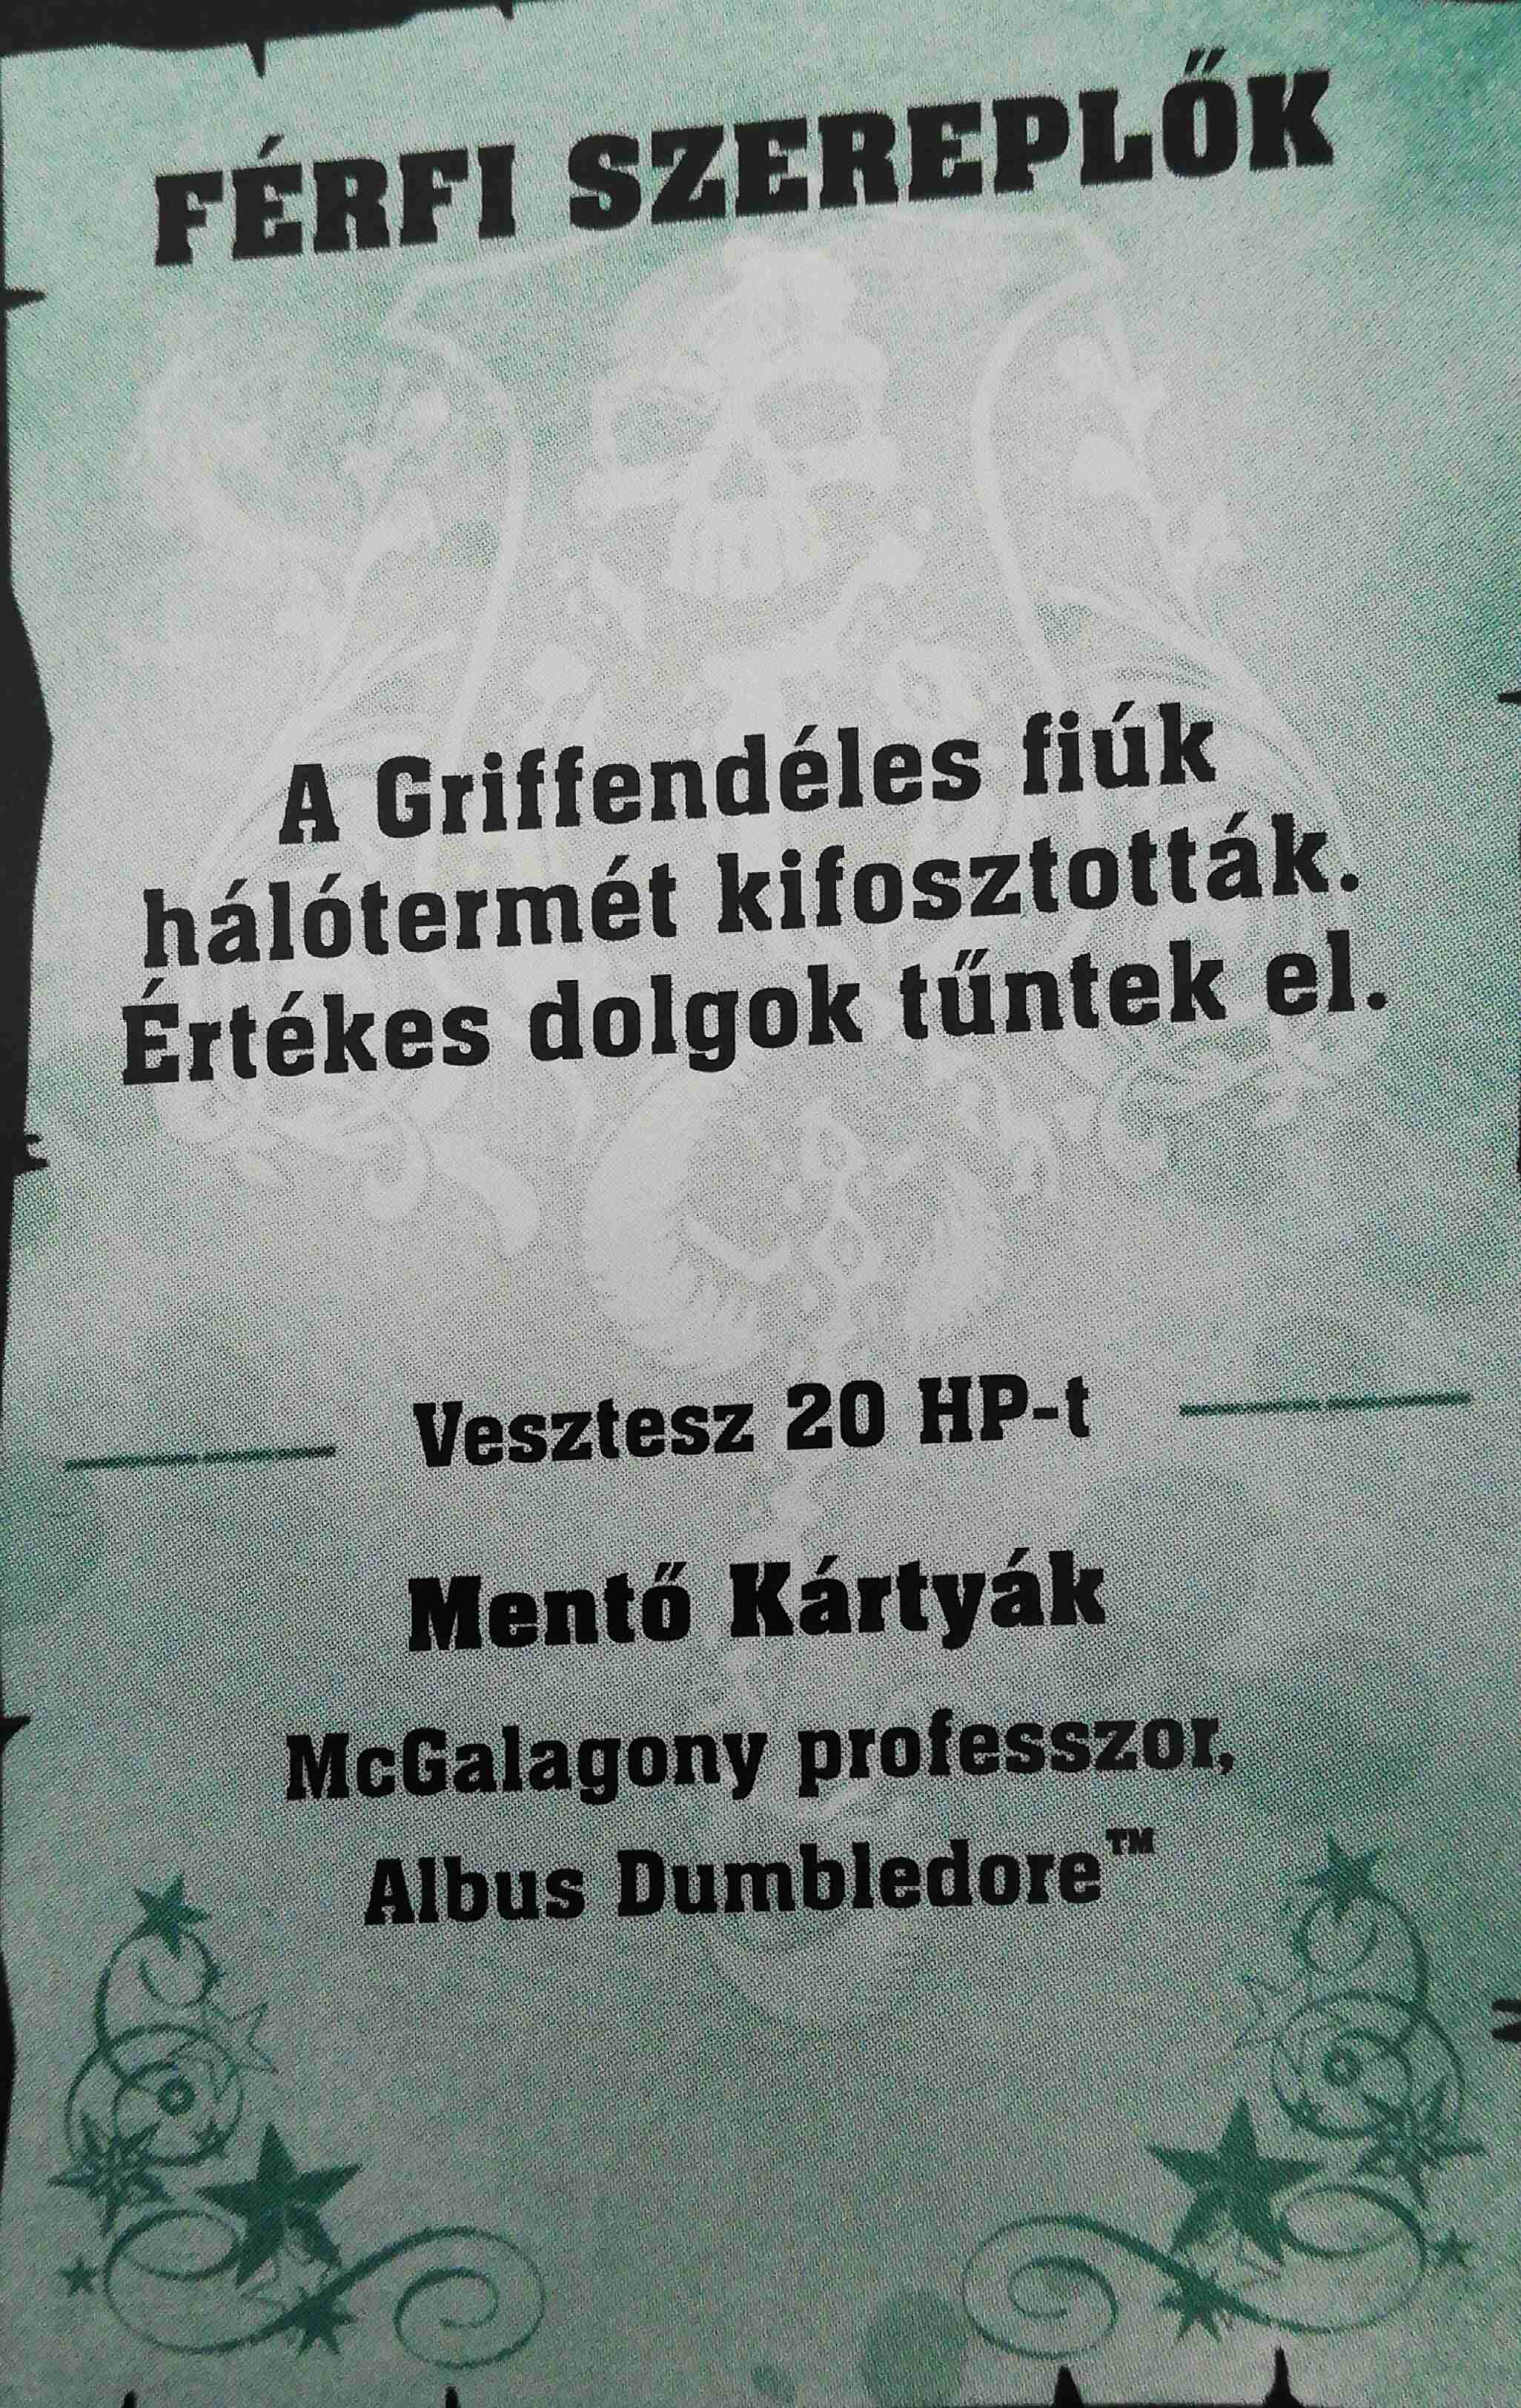 FÉRFI SZEREPLŐK
A Griffendéles fiúk
hálótermét kifosztották.
Értékes dolgok tűntek el.
Vesztesz 20 HP-t
Mentő Kártyák
McGalagony professzor,
Albus Dumbledore™